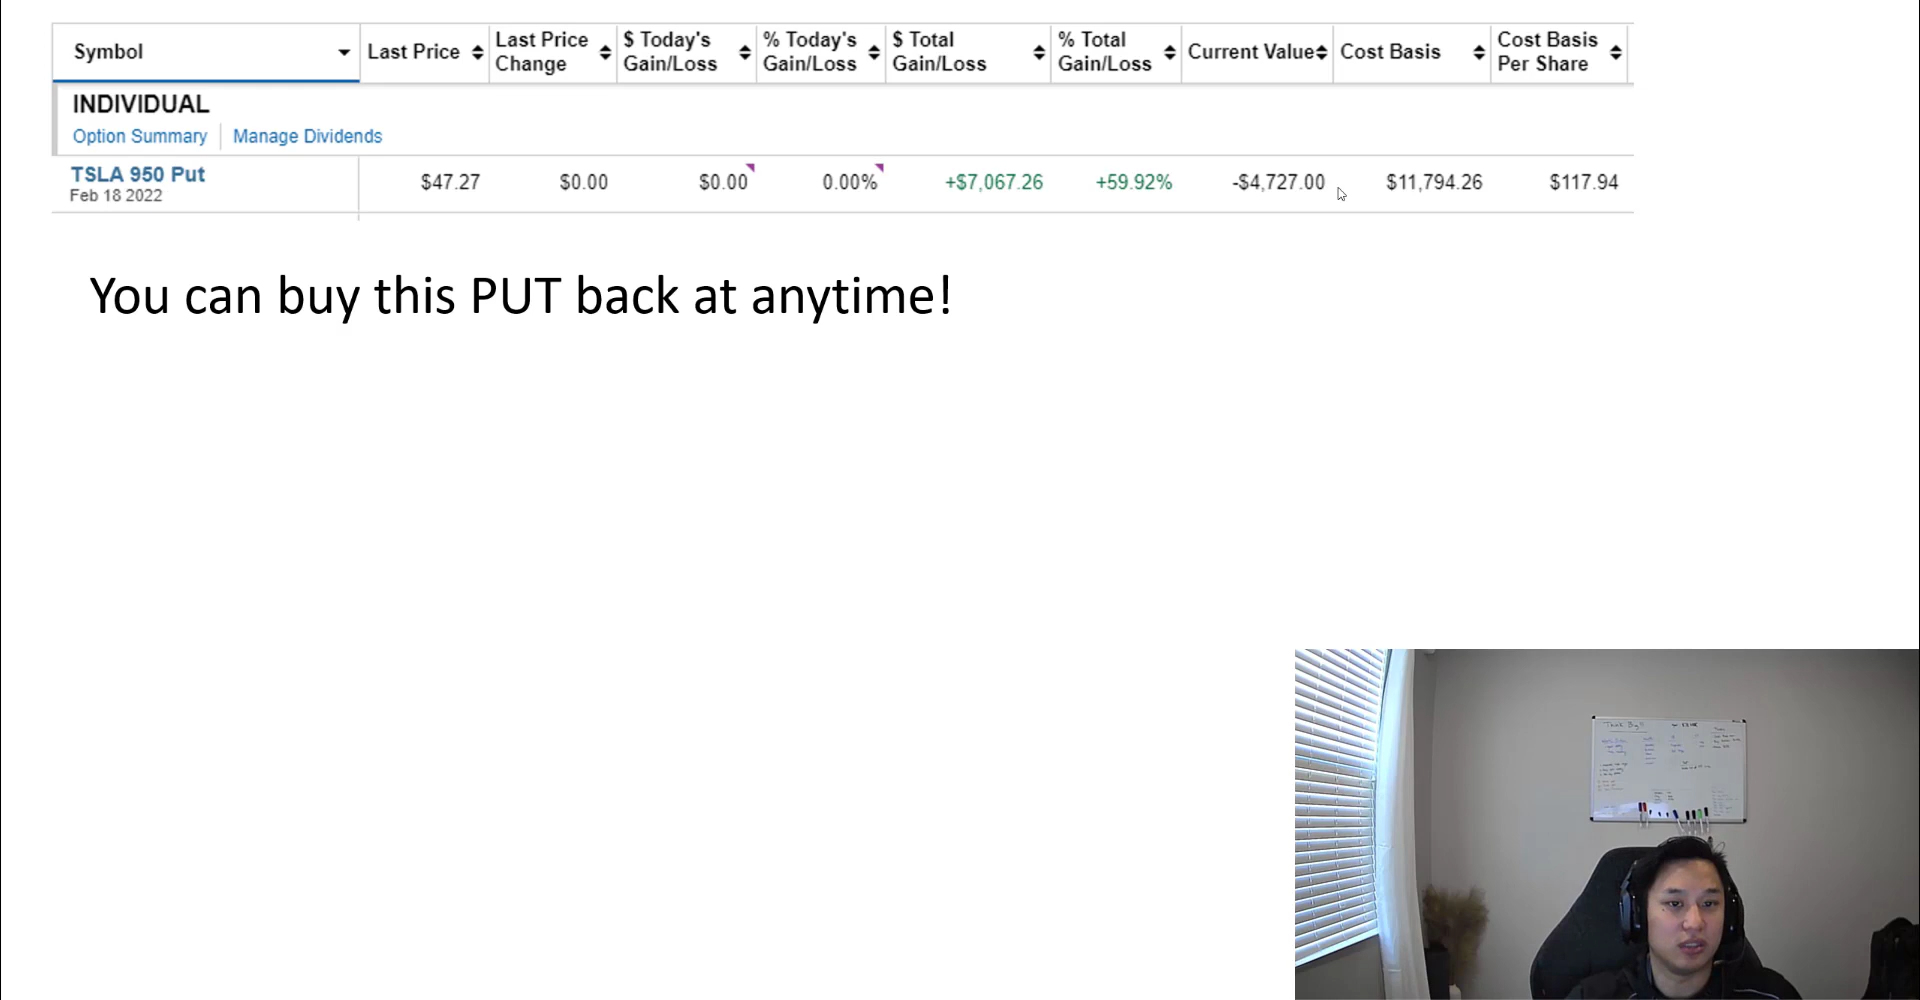 Symbol Last Price Last Price Change $ Today's Gain/Loss % Today's Gain/Loss $ Total Gain/Loss % Total Gain/Loss Current Value Cost Basis Cost Basis Per Share
INDIVIDUAL
Option Summary Manage Dividends
TSLA 950 Put $47.27 $0.00 $0.00 0.00% +$7,067.26 +59.92% -$4,727.00 $11,794.26 $117.94
Feb 18 2022
You can buy this PUT back at anytime!
Think Big!!